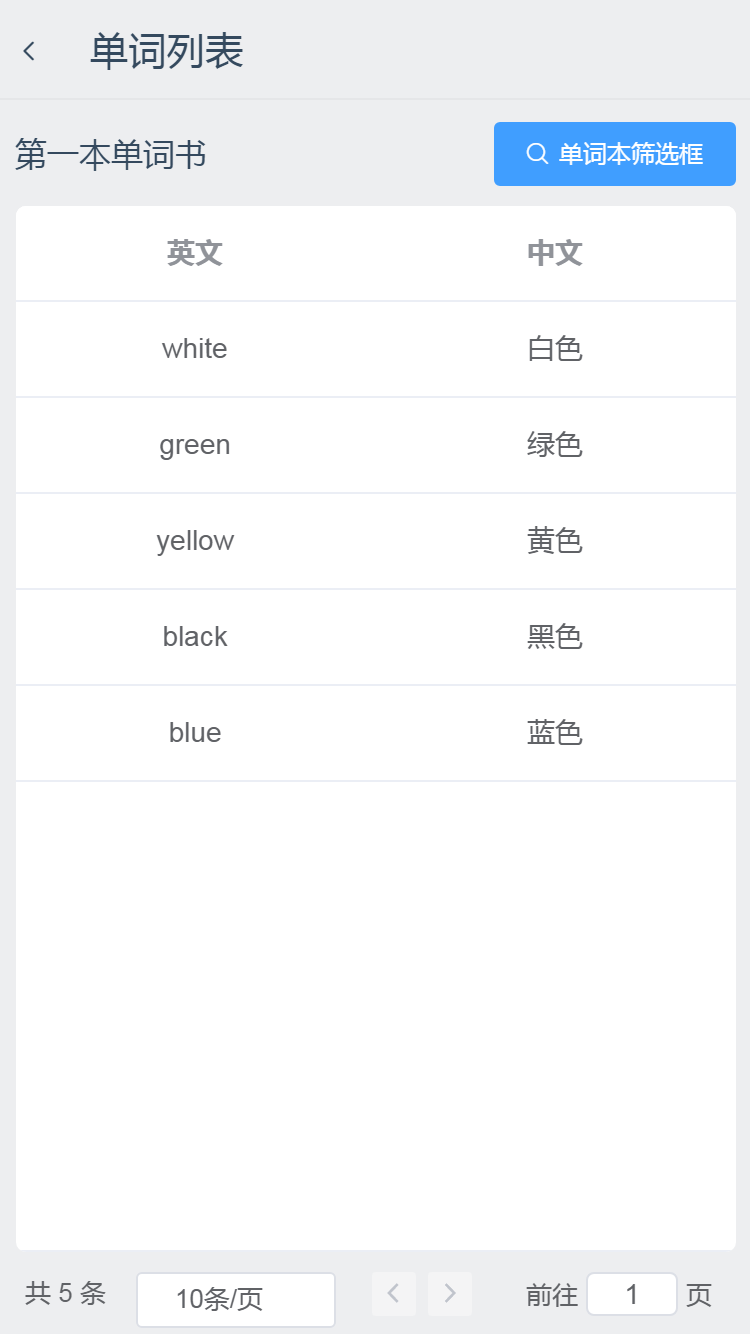 单词列表
第一本单词书 单词本筛选框
英文 中文
white 白色
green 绿色
yellow 黄色
black 黑色
blue 蓝色
共 5 条 10条/页 前往 1 页